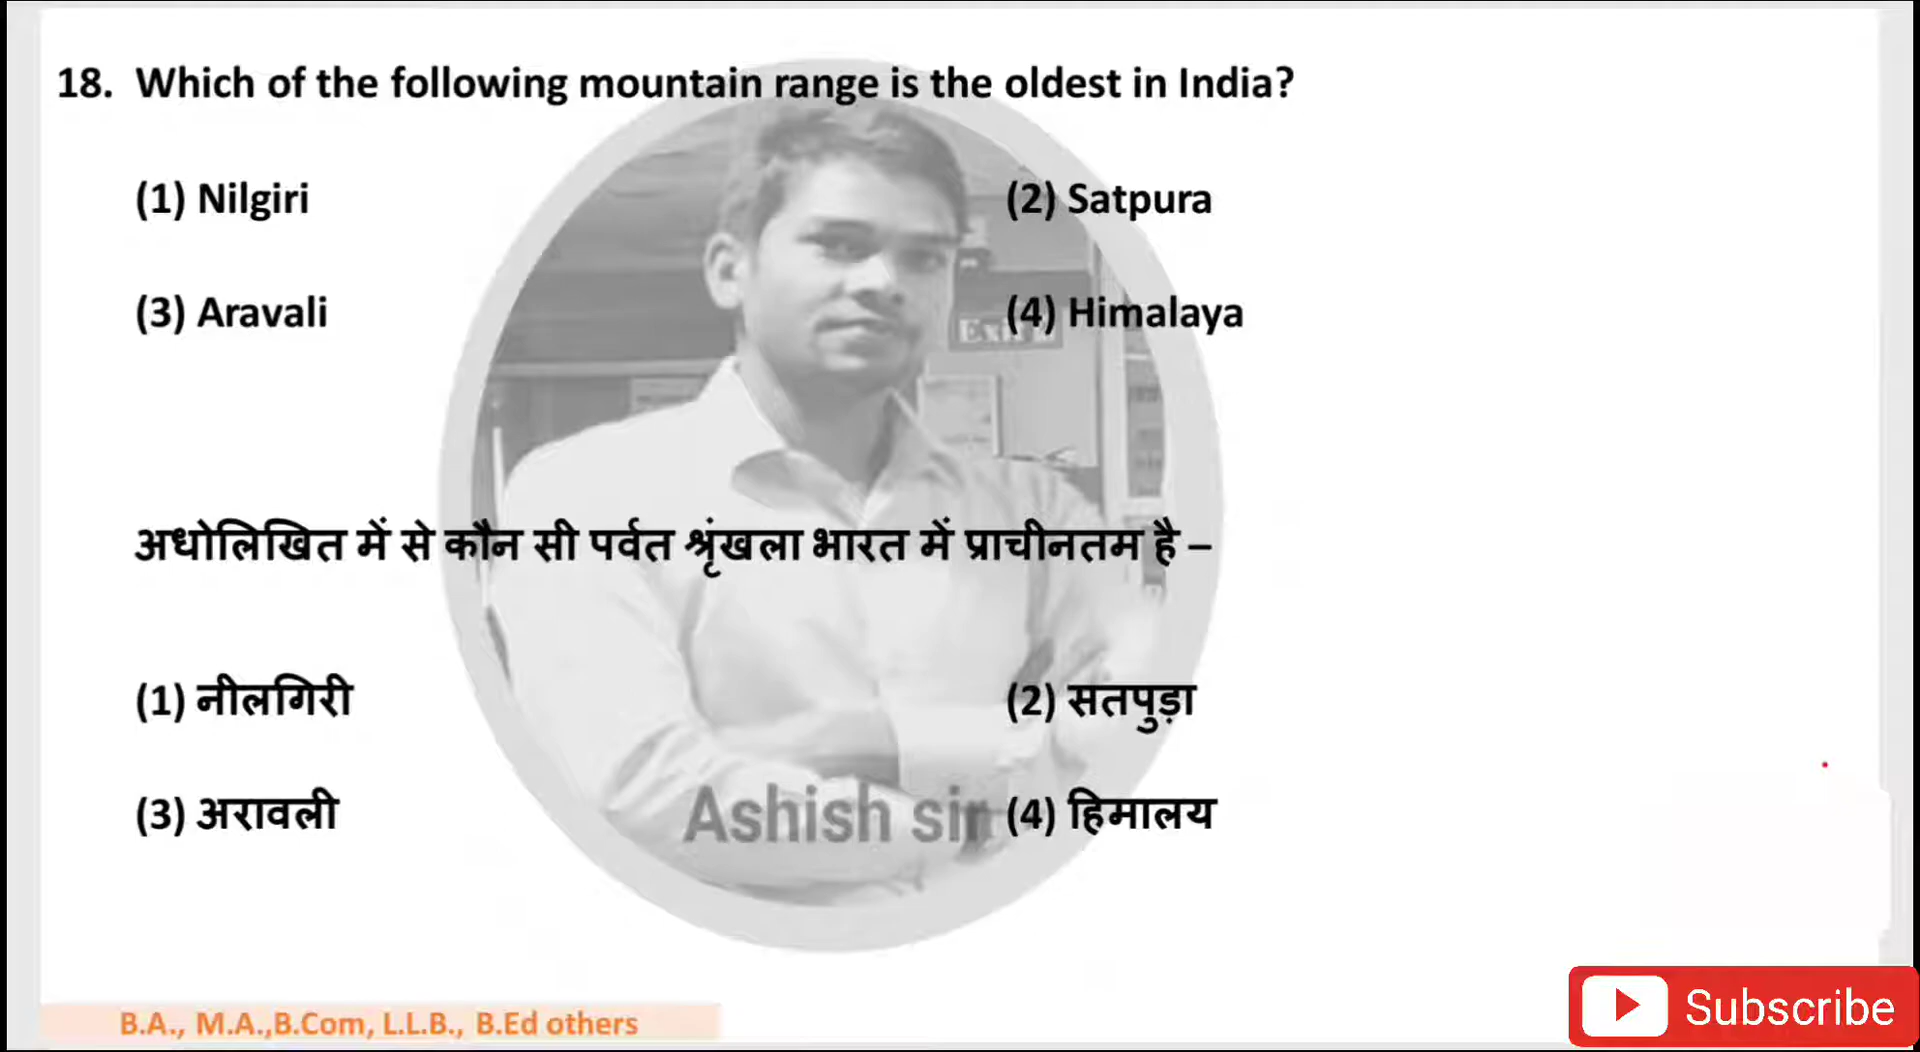 18. Which of the following mountain range is the oldest in India?
(1) Nilgiri (2) Satpura
(3) Aravali (4) Himalaya
Exit
अधोलिखित में से कौन सी पर्वत श्रृंखला भारत में प्राचीनतम है –
(1) नीलगिरी (2) सतपुड़ा
(3) अरावली (4) हिमालय
Ashish sir
B.A., M.A.,B.Com, L.L.B., B.Ed others
Subscribe